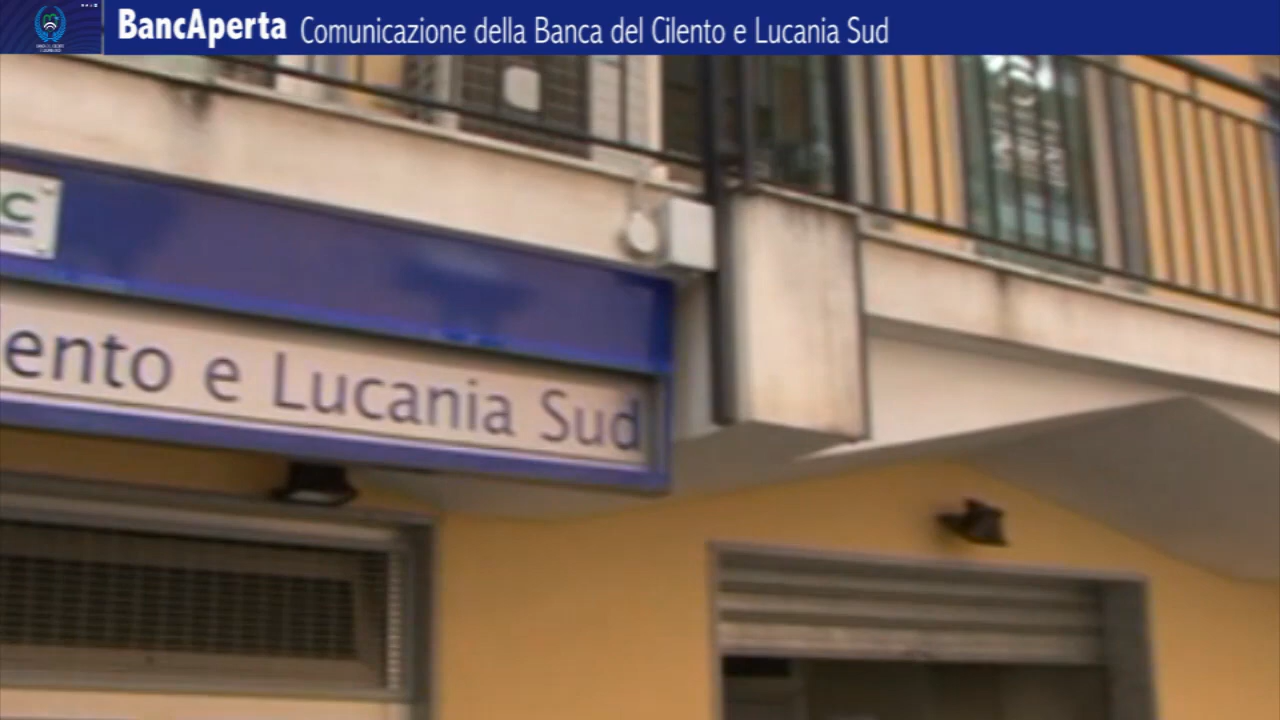 BancAperta Comunicazione della Banca del Cilento e Lucania Sud
C
ento e Lucania Sud